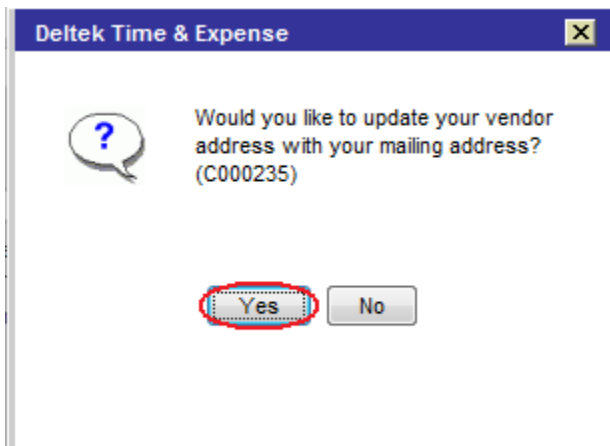 Deltek Time & Expense
Would you like to update your vendor
address with your mailing address?
(C000235)
Yes No